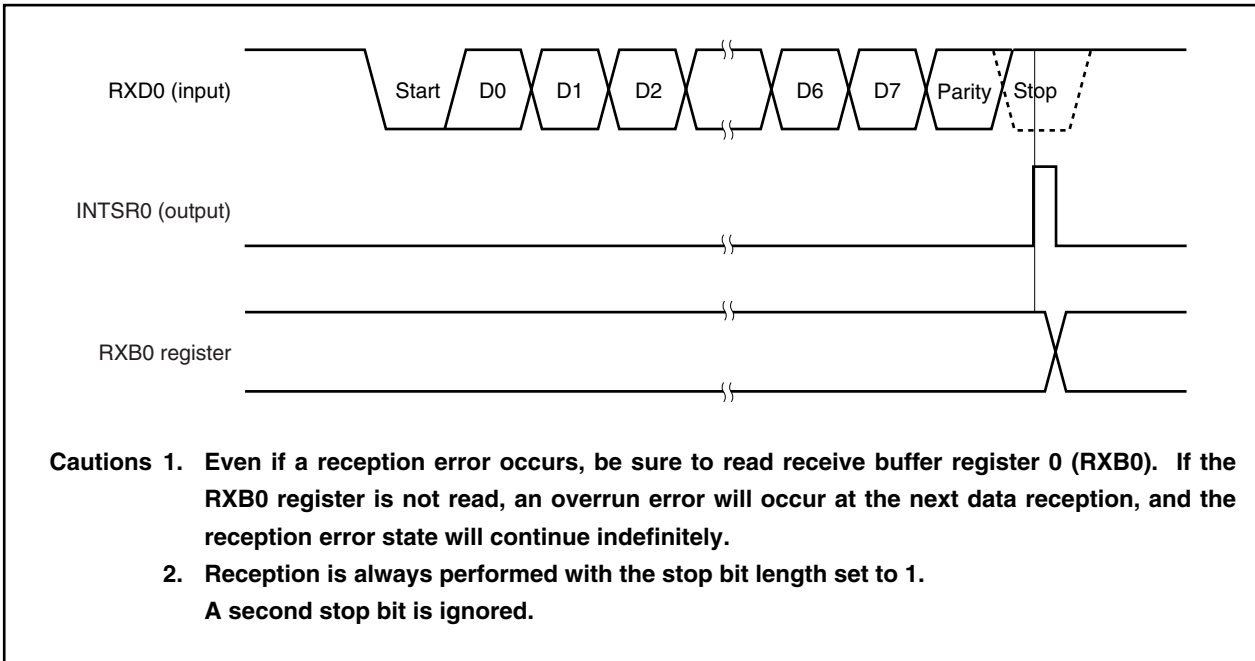 RXD0 (input)
Start D0 D1 D2 D6 D7 Parity Stop
INTSR0 (output)
RXB0 register
Cautions 1. Even if a reception error occurs, be sure to read receive buffer register 0 (RXB0). If the
RXB0 register is not read, an overrun error will occur at the next data reception, and the
reception error state will continue indefinitely.
2. Reception is always performed with the stop bit length set to 1.
A second stop bit is ignored.